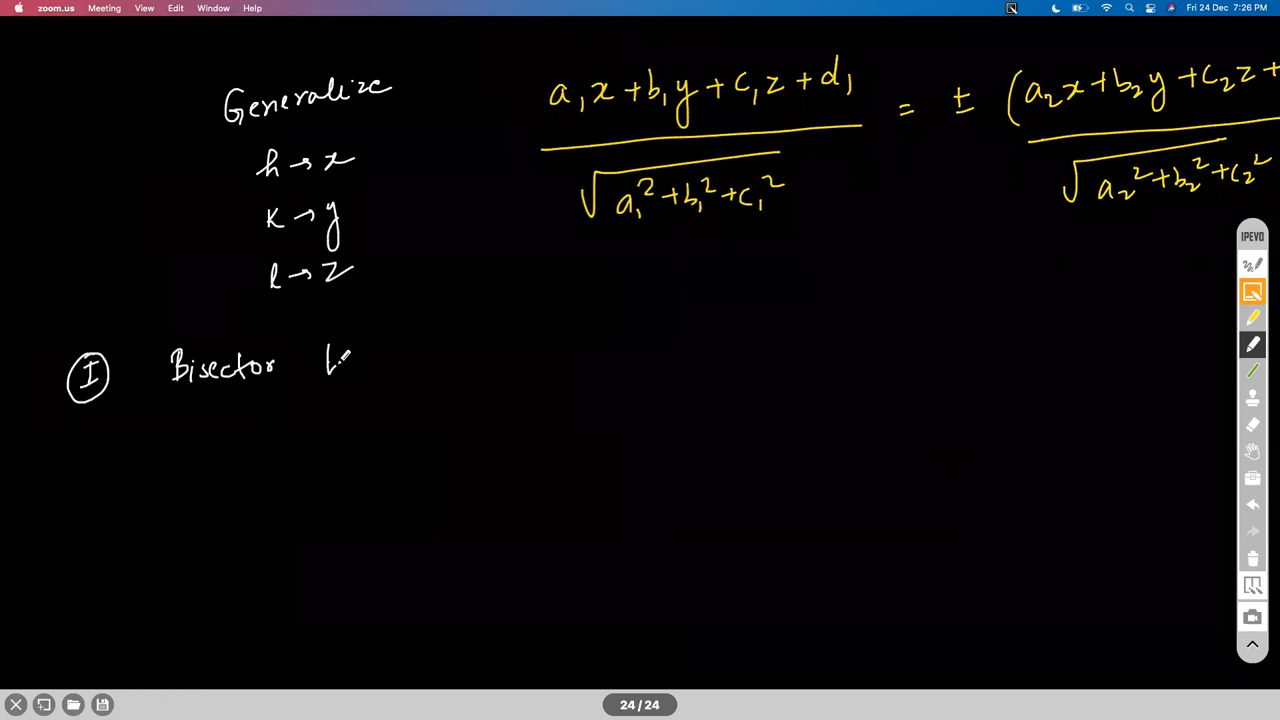 zoom.us Meeting View Edit Window Help Fri 24 Dec 7:26 PM
Generalize
h → x
k → y
l → z
a₁x + b₁y + c₁z + d₁ = ± (a₂x + b₂y + c₂z +
√a₁² + b₁² + c₁² √a₂² + b₂² + c₂²
IPEVO
I Bisector
24 / 24